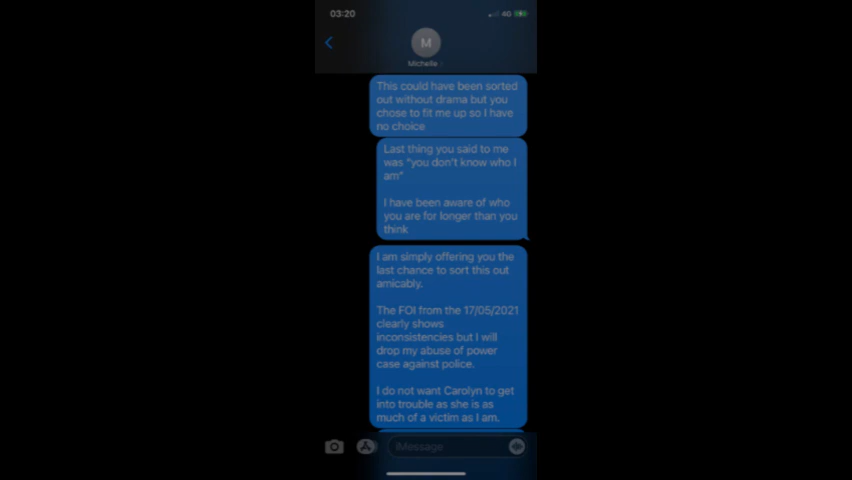 03:20
4G
M
Michelle
This could have been sorted
out without drama but you
chose to fit me up so I have
no choice
Last thing you said to me
was "you don't know who I
am"
I have been aware of who
you are for longer than you
think
I am simply offering you the
last chance to sort this out
amicably.
The FOI from the 17/05/2021
clearly shows
inconsistencies but I will
drop my abuse of power
case against police.
I do not want Carolyn to get
into trouble as she is as
much of a victim as I am.
iMessage